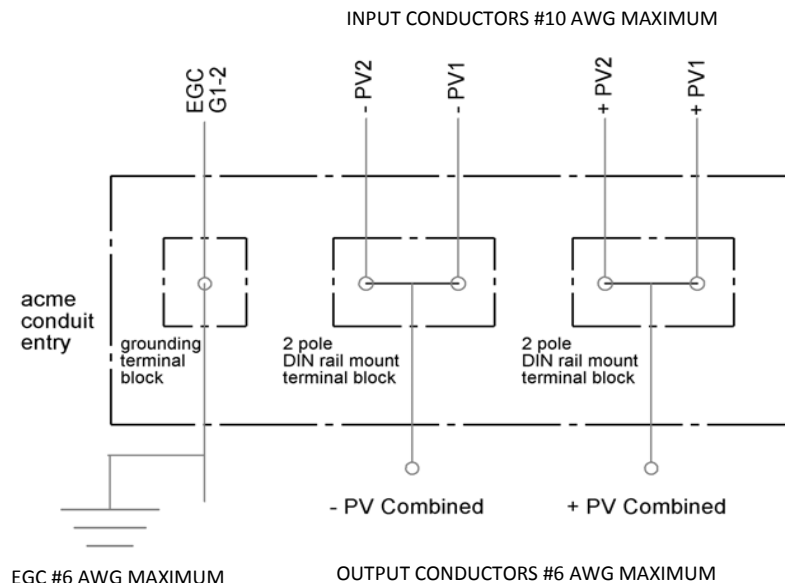 INPUT CONDUCTORS #10 AWG MAXIMUM
EGC
G1-2
- PV2
- PV1
+ PV2
+ PV1
acme
conduit
entry
grounding
terminal
block
2 pole
DIN rail mount
terminal block
2 pole
DIN rail mount
terminal block
- PV Combined
+ PV Combined
EGC #6 AWG MAXIMUM
OUTPUT CONDUCTORS #6 AWG MAXIMUM